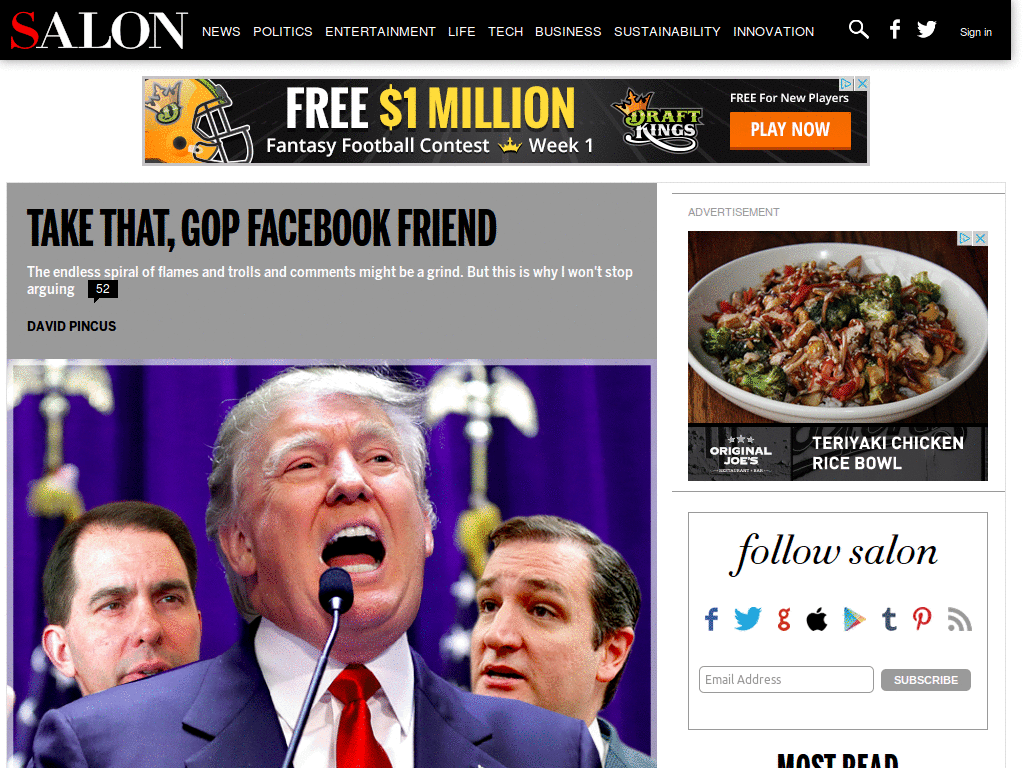 SALON
NEWS POLITICS ENTERTAINMENT LIFE TECH BUSINESS SUSTAINABILITY INNOVATION
Sign in
FREE $1 MILLION
Fantasy Football Contest Week 1
DRAFT
KINGS
FREE For New Players
PLAY NOW
TAKE THAT, GOP FACEBOOK FRIEND
The endless spiral of flames and trolls and comments might be a grind. But this is why I won't stop
arguing 52
DAVID PINCUS
ADVERTISEMENT
ORIGINAL
JOE'S
RESTAURANT + BAR
TERIYAKI CHICKEN
RICE BOWL
follow salon
Email Address
SUBSCRIBE
MOST READ